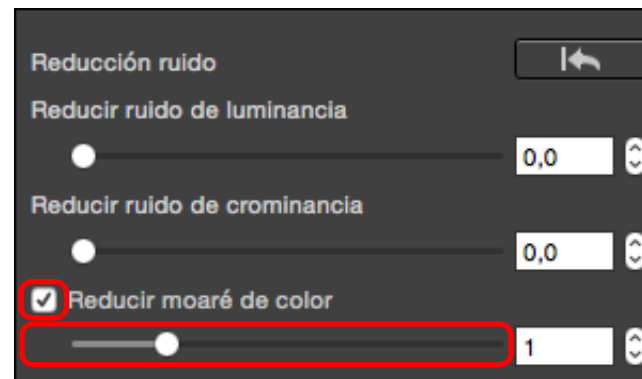 Reducción ruido
Reducir ruido de luminancia
0,0
Reducir ruido de crominancia
0,0
Reducir moaré de color
1